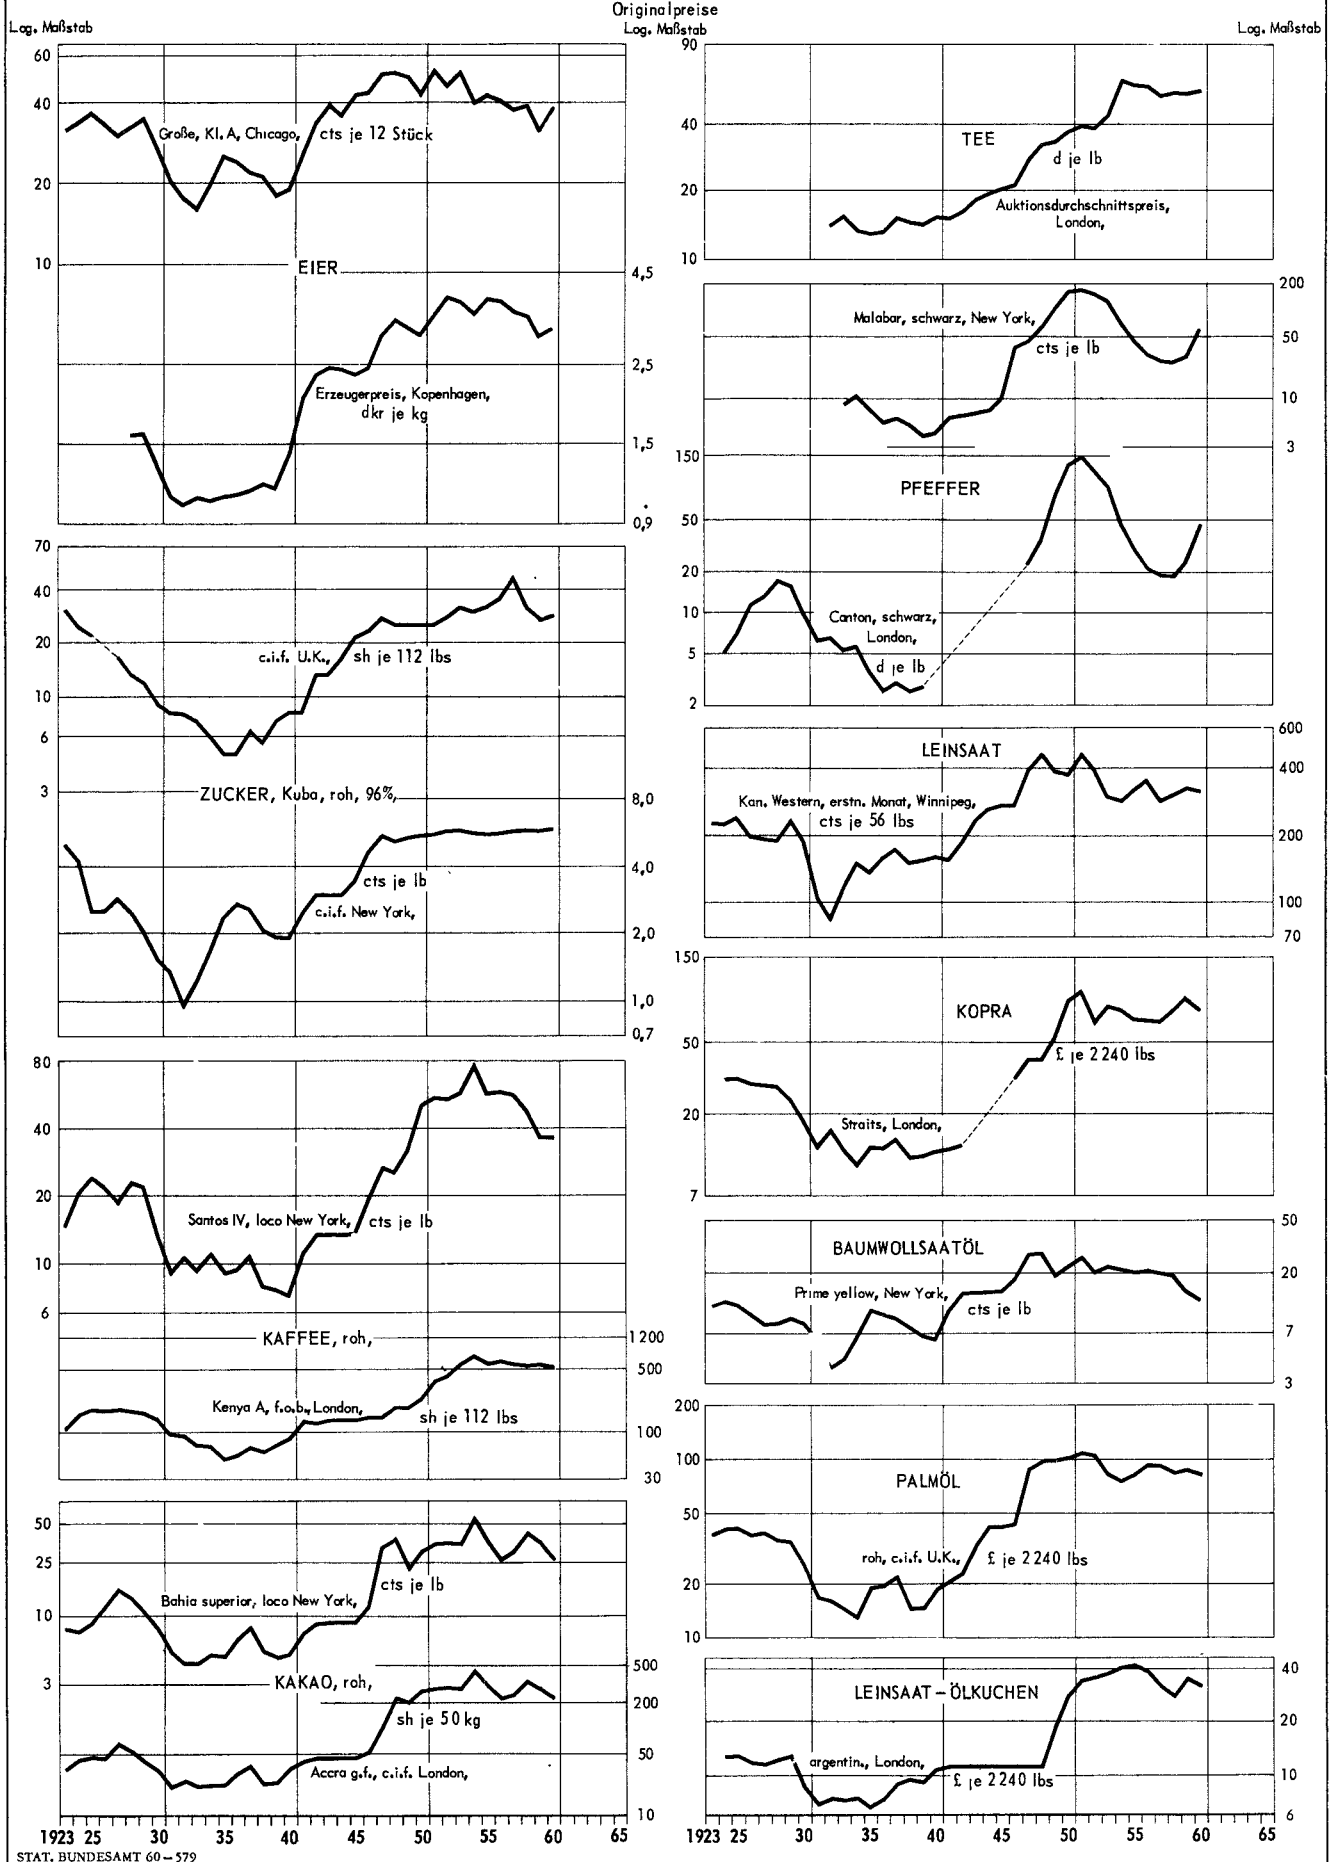 Originalpreise
Log. Maßstab
Log. Maßstab
Log. Maßstab
60
40
20
10
Große, Kl. A, Chicago, cts je 12 Stück
EIER
4,5
2,5
1,5
0,9
Erzeugerpreis, Kopenhagen,
dkr je kg
70
40
20
10
6
3
c.i.f. U.K., sh je 112 lbs
ZUCKER, Kuba, roh, 96%,
8,0
4,0
2,0
1,0
0,7
cts je lb
c.i.f. New York,
80
40
20
10
6
Santos IV, loco New York, cts je lb
KAFFEE, roh,
1200
500
100
30
Kenya A, f.o.b., London,
sh je 112 lbs
50
25
10
3
cts je lb
Bahia superior, loco New York,
KAKAO, roh,
500
200
50
10
sh je 50 kg
Accra g.f., c.i.f. London,
1923 25 30 35 40 45 50 55 60 65
90
40
20
10
TEE
d je lb
Auktionsdurchschnittspreis,
London,
200
50
10
3
Malabar, schwarz, New York,
cts je lb
PFEFFER
150
50
20
10
5
2
Canton, schwarz,
London,
d je lb
LEINSAAT
600
400
200
100
70
Kan. Western, erstn. Monat, Winnipeg,
cts je 56 lbs
150
50
20
7
KOPRA
£ je 2240 lbs
Straits, London,
BAUMWOLLSAATÖL
50
20
7
3
Prime yellow, New York,
cts je lb
200
100
50
20
10
PALMÖL
roh, c.i.f. U.K., £ je 2240 lbs
LEINSAAT – ÖLKUCHEN
40
20
10
6
argentin., London,
£ je 2240 lbs
1923 25 30 35 40 45 50 55 60 65
STAT. BUNDESAMT 60 – 579